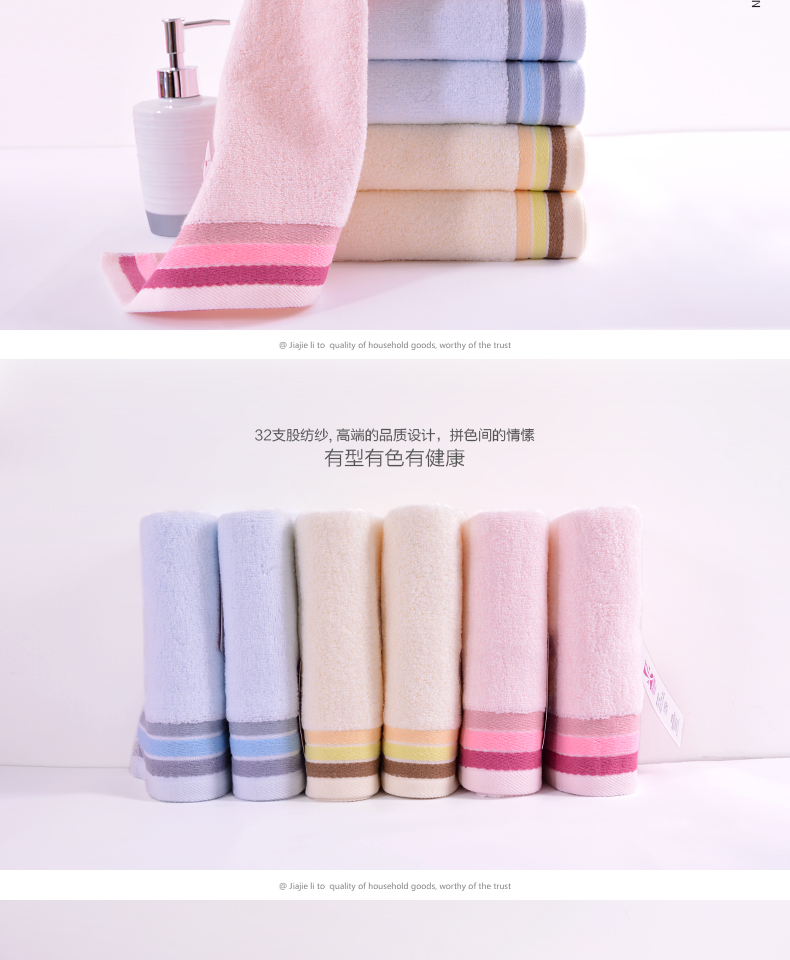 N
@ Jiajie li to  quality of household goods, worthy of the trust
32支股纺纱, 高端的品质设计，拼色间的情愫
有型有色有健康
@ Jiajie li to  quality of household goods, worthy of the trust